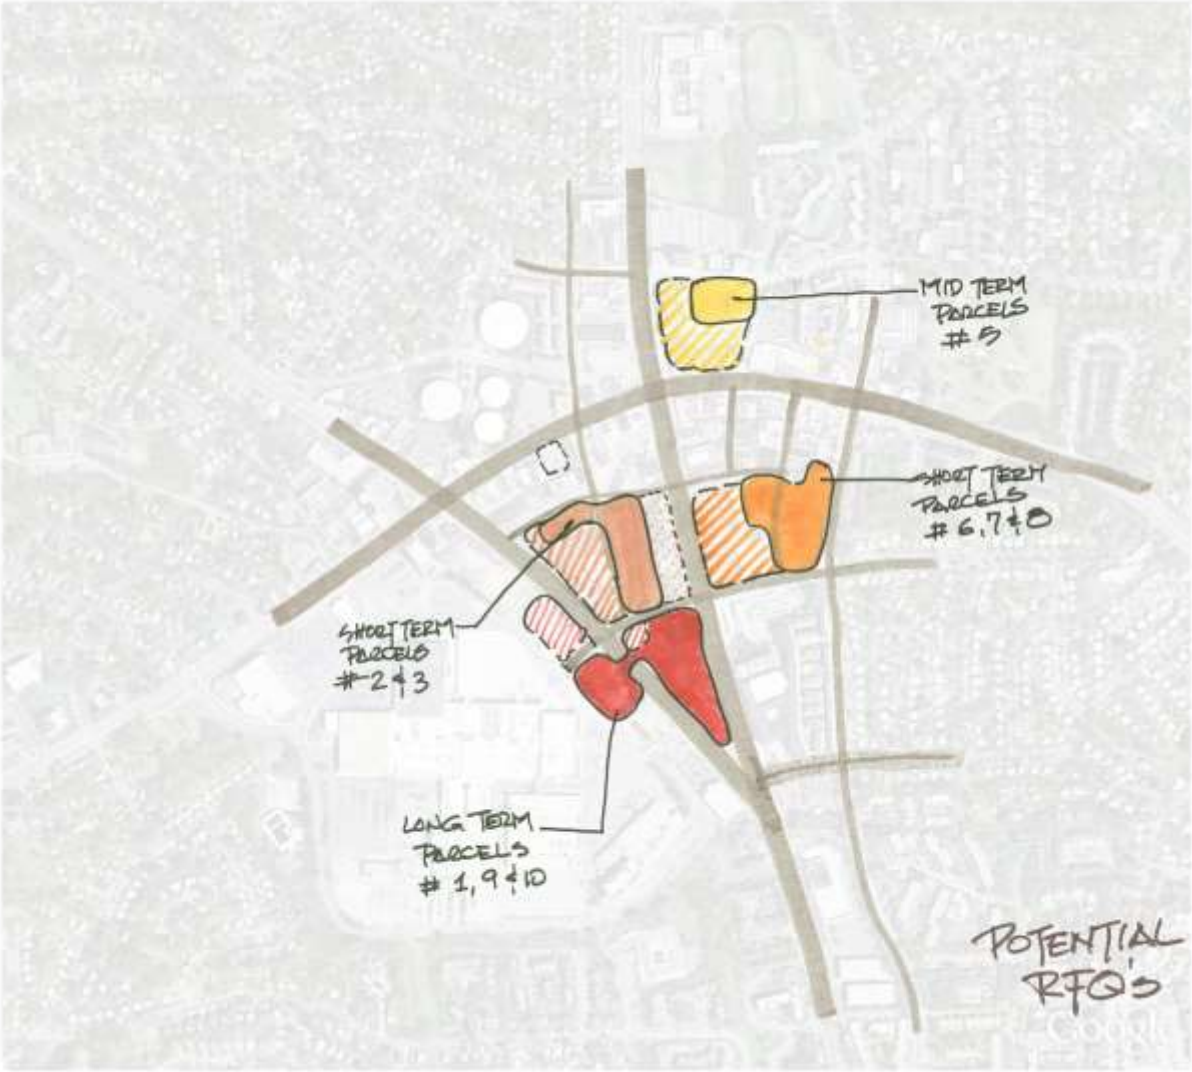 MID TERM
PARCELS
# 5
SHORT TERM
PARCELS
# 6, 7 & 8
SHORT TERM
PARCELS
# 2 & 3
LONG TERM
PARCELS
# 1, 9 & 10
POTENTIAL
RFQ'S
Google